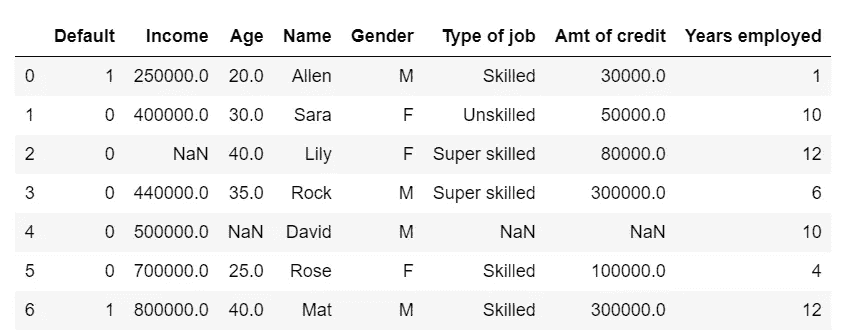 Default Income Age Name Gender Type of job Amt of credit Years employed
0 1 250000.0 20.0 Allen M Skilled 30000.0 1
1 0 400000.0 30.0 Sara F Unskilled 50000.0 10
2 0 NaN 40.0 Lily F Super skilled 80000.0 12
3 0 440000.0 35.0 Rock M Super skilled 300000.0 6
4 0 500000.0 NaN David M NaN NaN 10
5 0 700000.0 25.0 Rose F Skilled 100000.0 4
6 1 800000.0 40.0 Mat M Skilled 300000.0 12